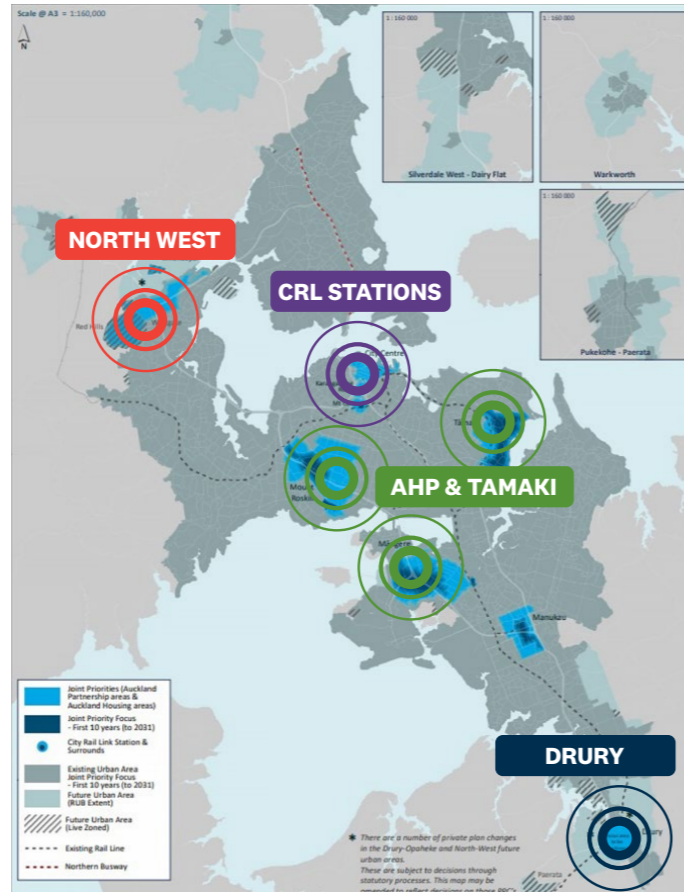 Scale @ A3 = 1:160,000
N
1 : 160 000
Silverdale West - Dairy Flat
1 : 160 000
Warkworth
1 : 160 000
Pukekohe - Paerata
NORTH WEST
Red Hills
CRL STATIONS
City Centre
AHP & TAMAKI
Mount
Roskill
Māngere
Manukau
DRURY
Drury
Paerata
Joint Priorities (Auckland
Partnership areas &
Auckland Housing areas)
Joint Priority Focus
- First 10 years (to 2031)
City Rail Link Station &
Surrounds
Existing Urban Area
Joint Priority Focus
- First 10 years (to 2031)
Future Urban Area
(RUB Extent)
Future Urban Area
(Live Zoned)
Existing Rail Line
Northern Busway
* There are a number of private plan changes
in the Drury-Opaheke and North-West future
urban areas.
These are subject to decisions through
statutory processes. This map may be
amended to reflect decisions on those PPCs